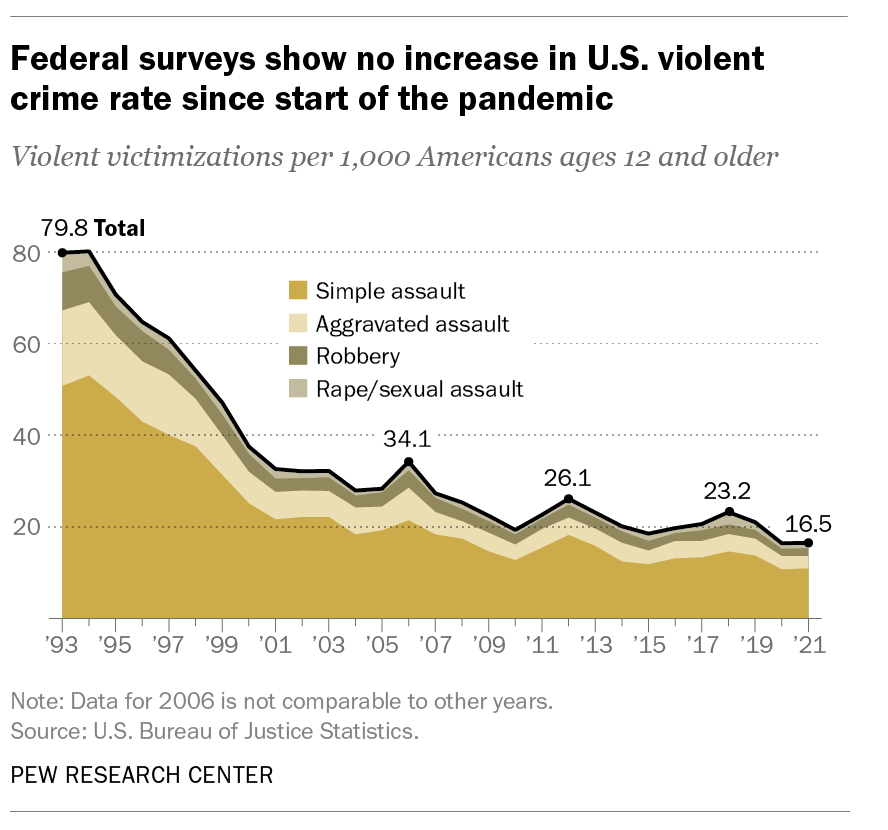 Federal surveys show no increase in U.S. violent
crime rate since start of the pandemic
Violent victimizations per 1,000 Americans ages 12 and older
79.8 Total
80
Simple assault
Aggravated assault
60
Robbery
Rape/sexual assault
40
34.1
26.1
23.2
20
16.5
’93 ’95 ’97 ’99 ’01 ’03 ’05 ’07 ’09 ’11 ’13 ’15 ’17 ’19 ’21
Note: Data for 2006 is not comparable to other years.
Source: U.S. Bureau of Justice Statistics.
PEW RESEARCH CENTER